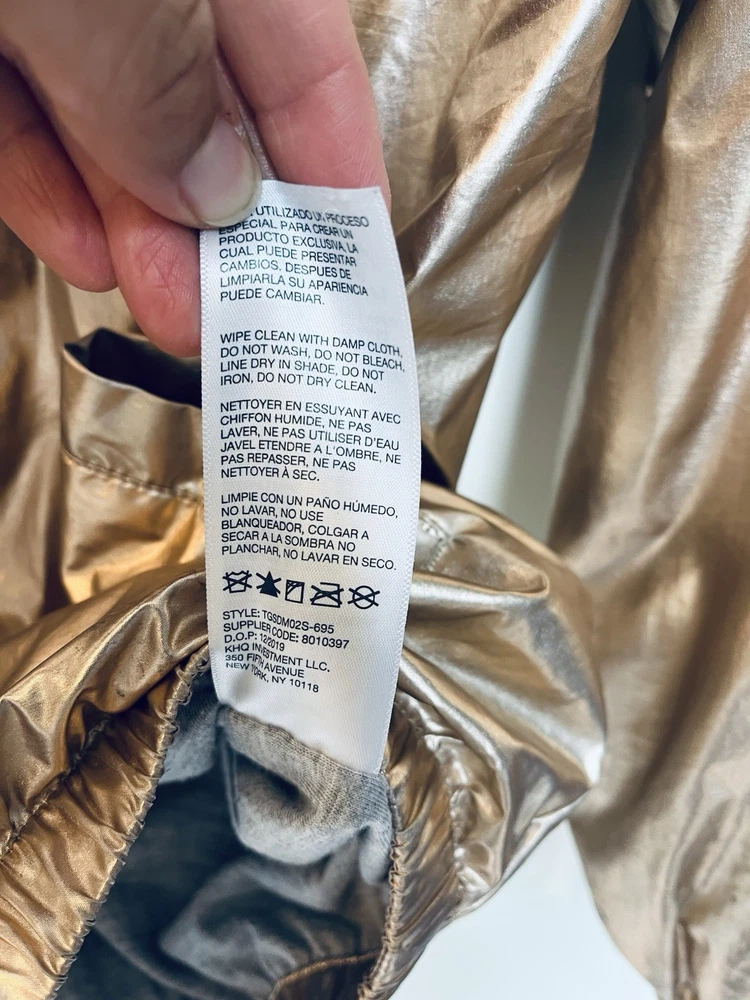 UTILIZADO UN PROCESO
ESPECIAL PARA CREAR UN
PRODUCTO EXCLUSIVA, LA
CUAL PUEDE PRESENTAR
CAMBIOS. DESPUES DE
LIMPIARLA SU APARIENCIA
PUEDE CAMBIAR.
WIPE CLEAN WITH DAMP CLOTH,
DO NOT WASH, DO NOT BLEACH,
LINE DRY IN SHADE, DO NOT
IRON, DO NOT DRY CLEAN.
NETTOYER EN ESSUYANT AVEC
CHIFFON HUMIDE, NE PAS
LAVER, NE PAS UTILISER D'EAU
JAVEL ETENDRE A L'OMBRE, NE
PAS REPASSER, NE PAS
NETTOYER À SEC.
LIMPIE CON UN PAÑO HÚMEDO,
NO LAVAR, NO USE
BLANQUEADOR, COLGAR A
SECAR A LA SOMBRA NO
PLANCHAR, NO LAVAR EN SECO.
STYLE: TGSDM02S-695
SUPPLIER CODE: 8010397
D.O.P: 12/2019
KHQ INVESTMENT LLC.
350 FIFTH AVENUE
NEW YORK, NY 10118